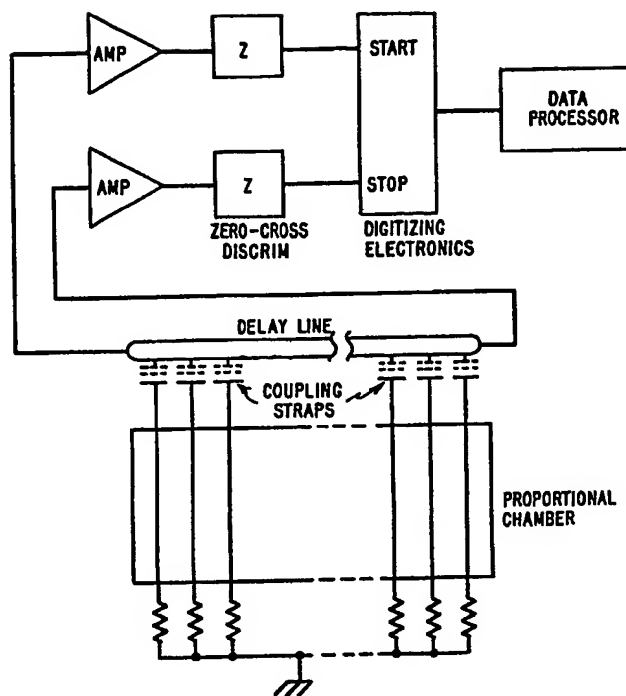 AMP
Z
START
DATA
PROCESSOR
AMP
Z
STOP
ZERO-CROSS
DISCRIM
DIGITIZING
ELECTRONICS
DELAY LINE
COUPLING
STRAPS
PROPORTIONAL
CHAMBER